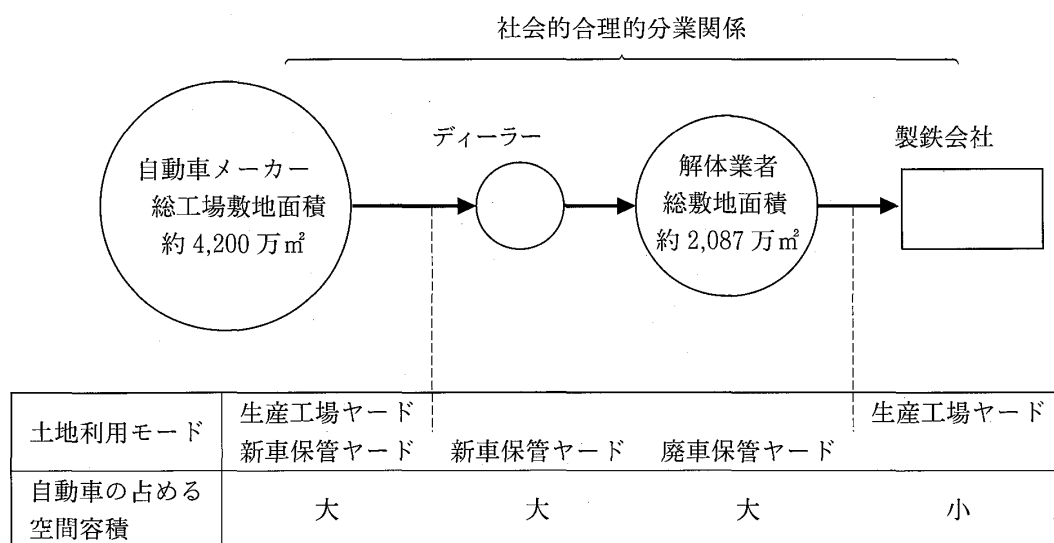 社会的合理的分業関係
ディーラー
製鉄会社
自動車メーカー
総工場敷地面積
約4,200万㎡
解体業者
総敷地面積
約2,087万㎡
土地利用モード
生産工場ヤード
新車保管ヤード
新車保管ヤード
廃車保管ヤード
生産工場ヤード
自動車の占める
空間容積
大
大
大
小